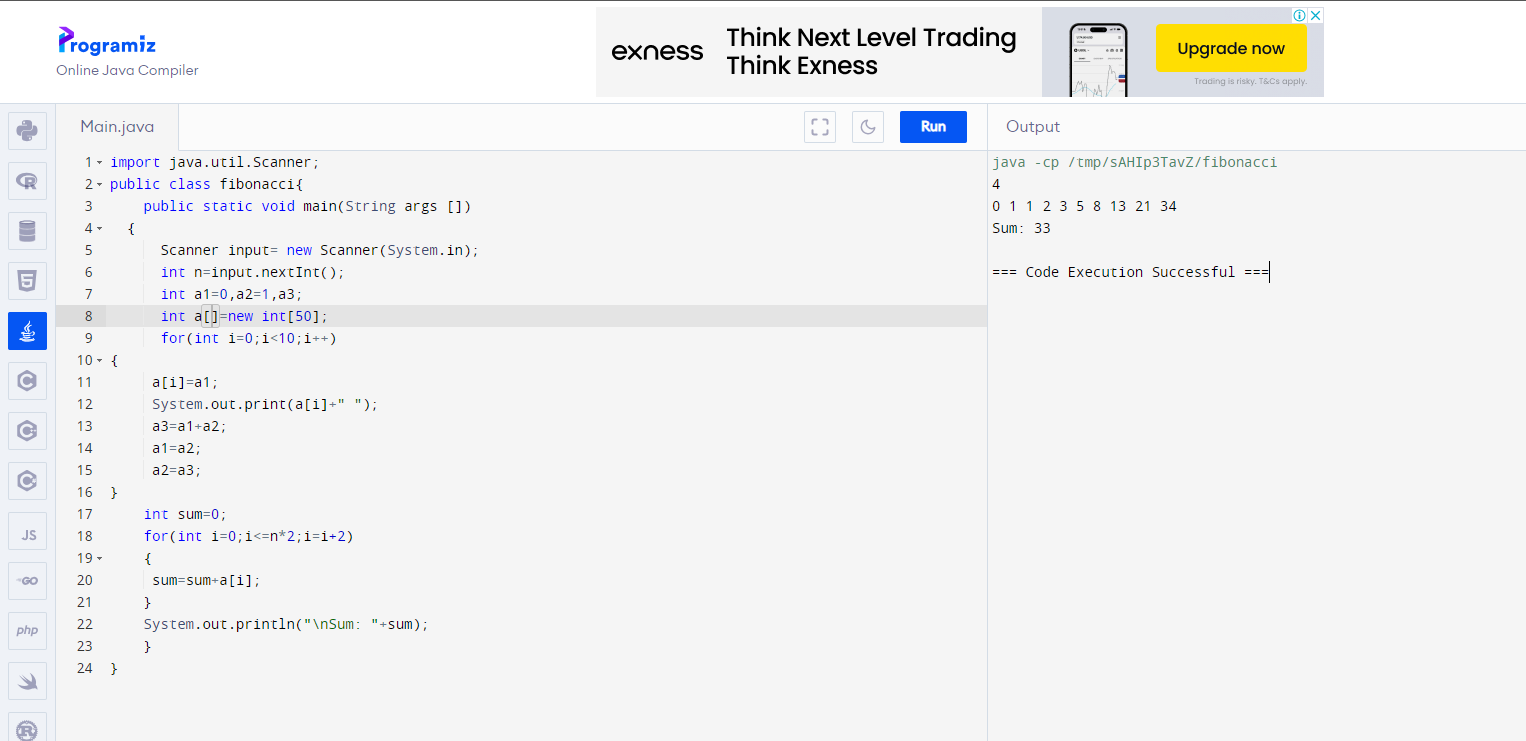 Programiz
Online Java Compiler
exness
Think Next Level Trading
Think Exness
Upgrade now
Trading is risky. T&Cs apply.
Main.java
Run
Output
1 import java.util.Scanner;
2 public class fibonacci{
3 public static void main(String args [])
4 {
5 Scanner input= new Scanner(System.in);
6 int n=input.nextInt();
7 int a1=0,a2=1,a3;
8 int a[]=new int[50];
9 for(int i=0;i<10;i++)
10 {
11 a[i]=a1;
12 System.out.print(a[i]+" ");
13 a3=a1+a2;
14 a1=a2;
15 a2=a3;
16 }
17 int sum=0;
18 for(int i=0;i<=n*2;i=i+2)
19 {
20 sum=sum+a[i];
21 }
22 System.out.println("\nSum: "+sum);
23 }
24 }
java -cp /tmp/sAHIp3TavZ/fibonacci
4
0 1 1 2 3 5 8 13 21 34
Sum: 33
=== Code Execution Successful ===
R
5
C
C
C
JS
GO
php
R